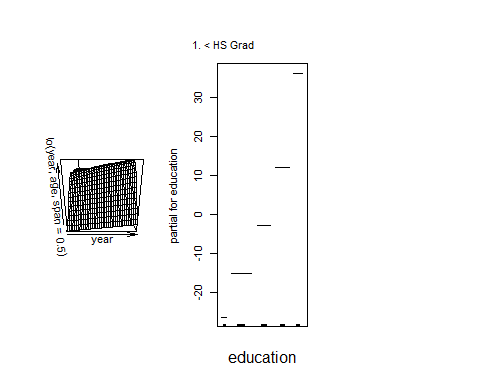 1. < HS Grad
lo(year, age, span = 0.5)
year
partial for education
30
20
10
0
-10
-20
education